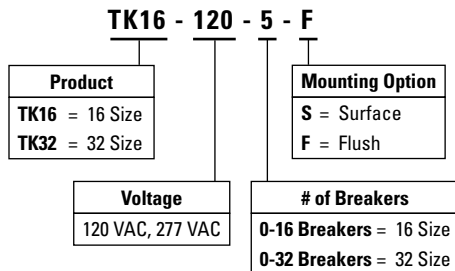 TK16 - 120 - 5 - F
Product
TK16 = 16 Size
TK32 = 32 Size
Mounting Option
S = Surface
F = Flush
Voltage
120 VAC, 277 VAC
# of Breakers
0-16 Breakers = 16 Size
0-32 Breakers = 32 Size